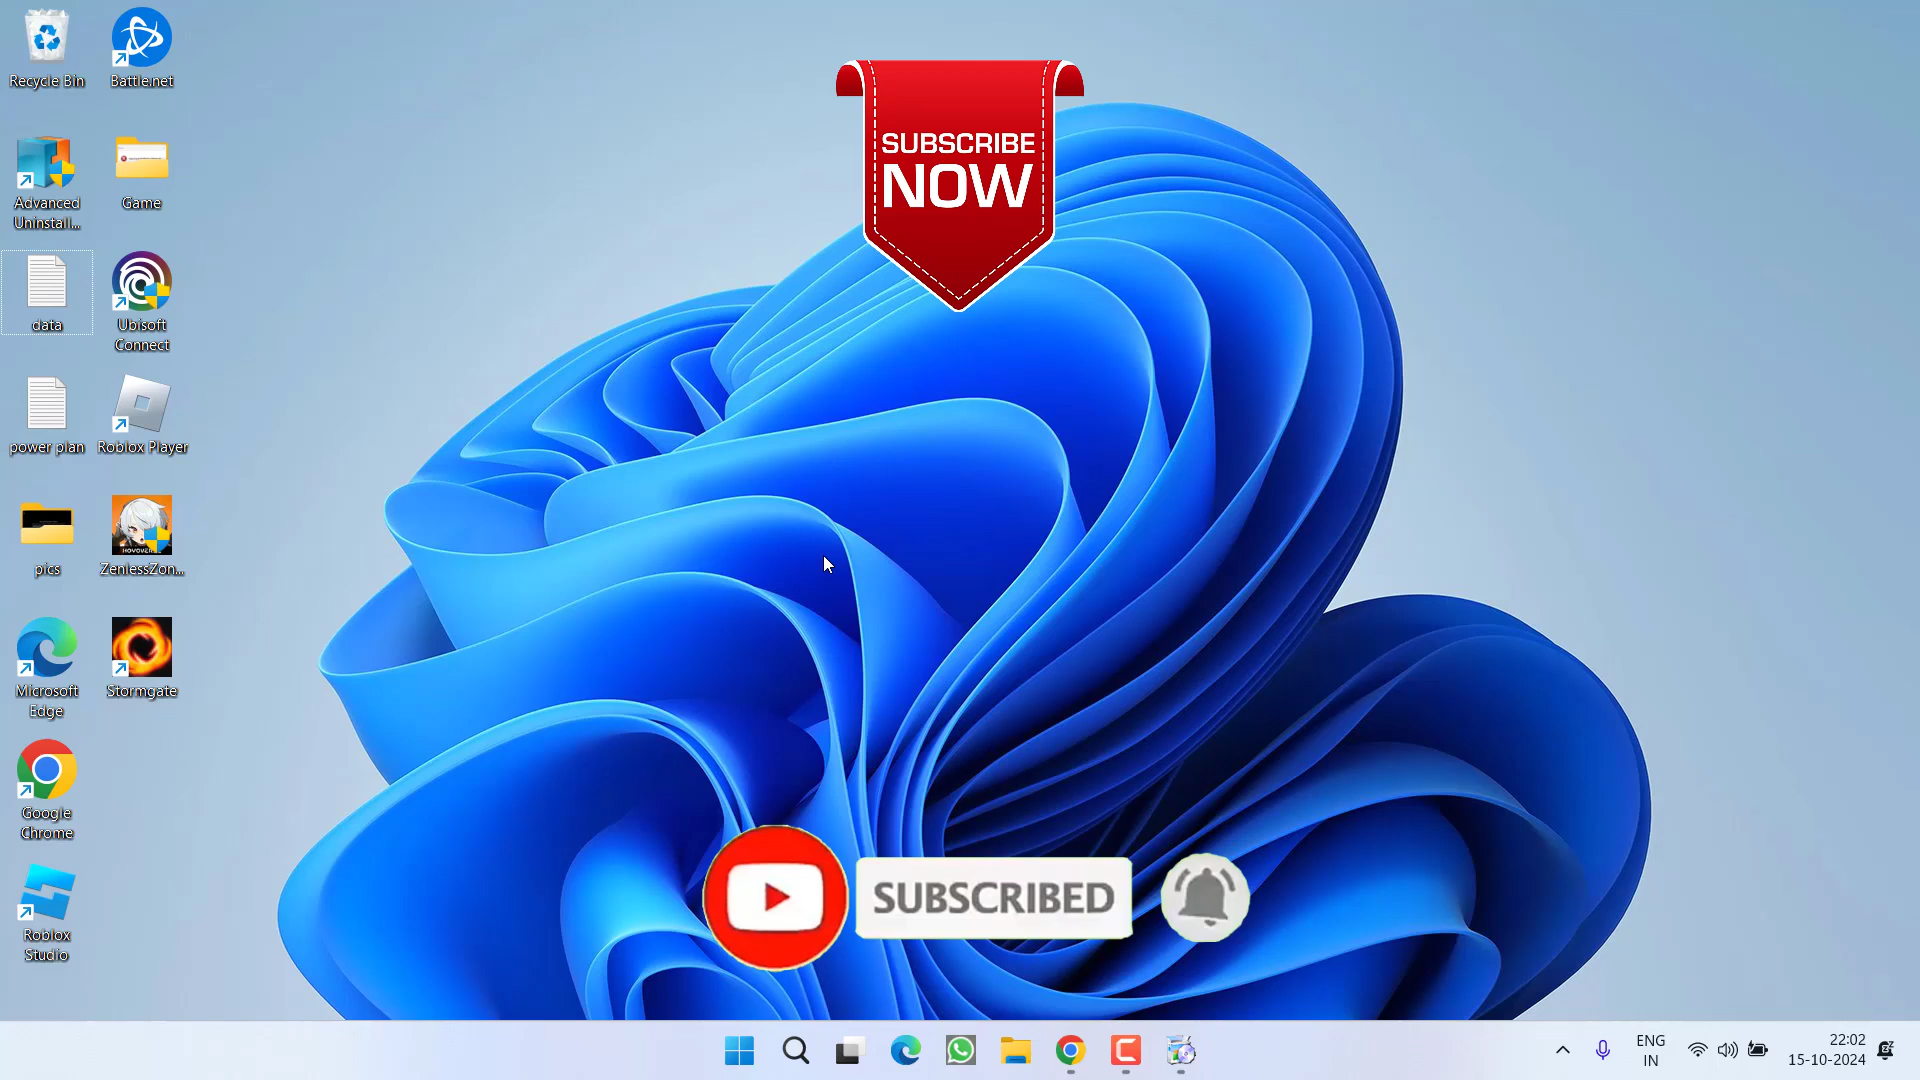 Recycle Bin
Battle.net
Advanced
Uninstall...
Game
data
Ubisoft
Connect
power plan
Roblox Player
pics
ZenlessZon...
Microsoft
Edge
Stormgate
Google
Chrome
Roblox
Studio
SUBSCRIBE
NOW
SUBSCRIBED
ENG
IN
22:02
15-10-2024